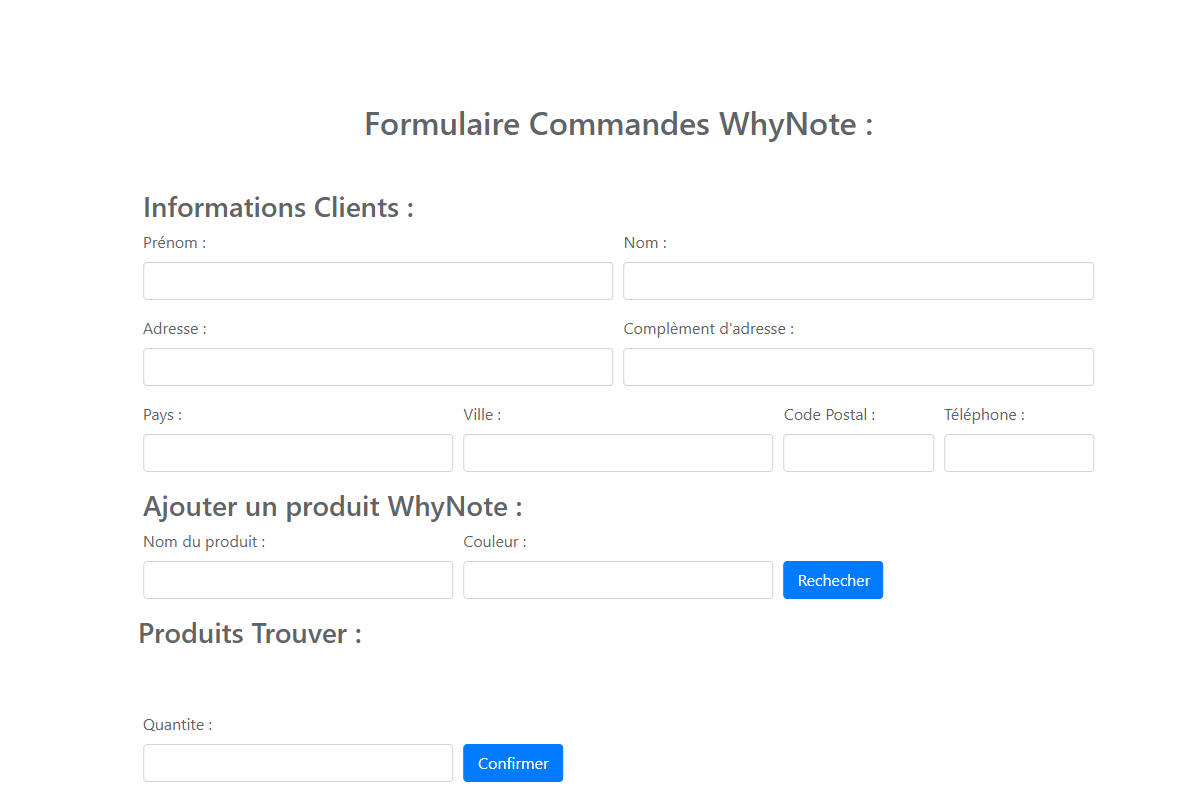 Formulaire Commandes WhyNote :
Informations Clients :
Prénom : Nom :
Adresse : Complèment d'adresse :
Pays : Ville : Code Postal : Téléphone :
Ajouter un produit WhyNote :
Nom du produit : Couleur :
Rechecher
Produits Trouver :
Quantite :
Confirmer